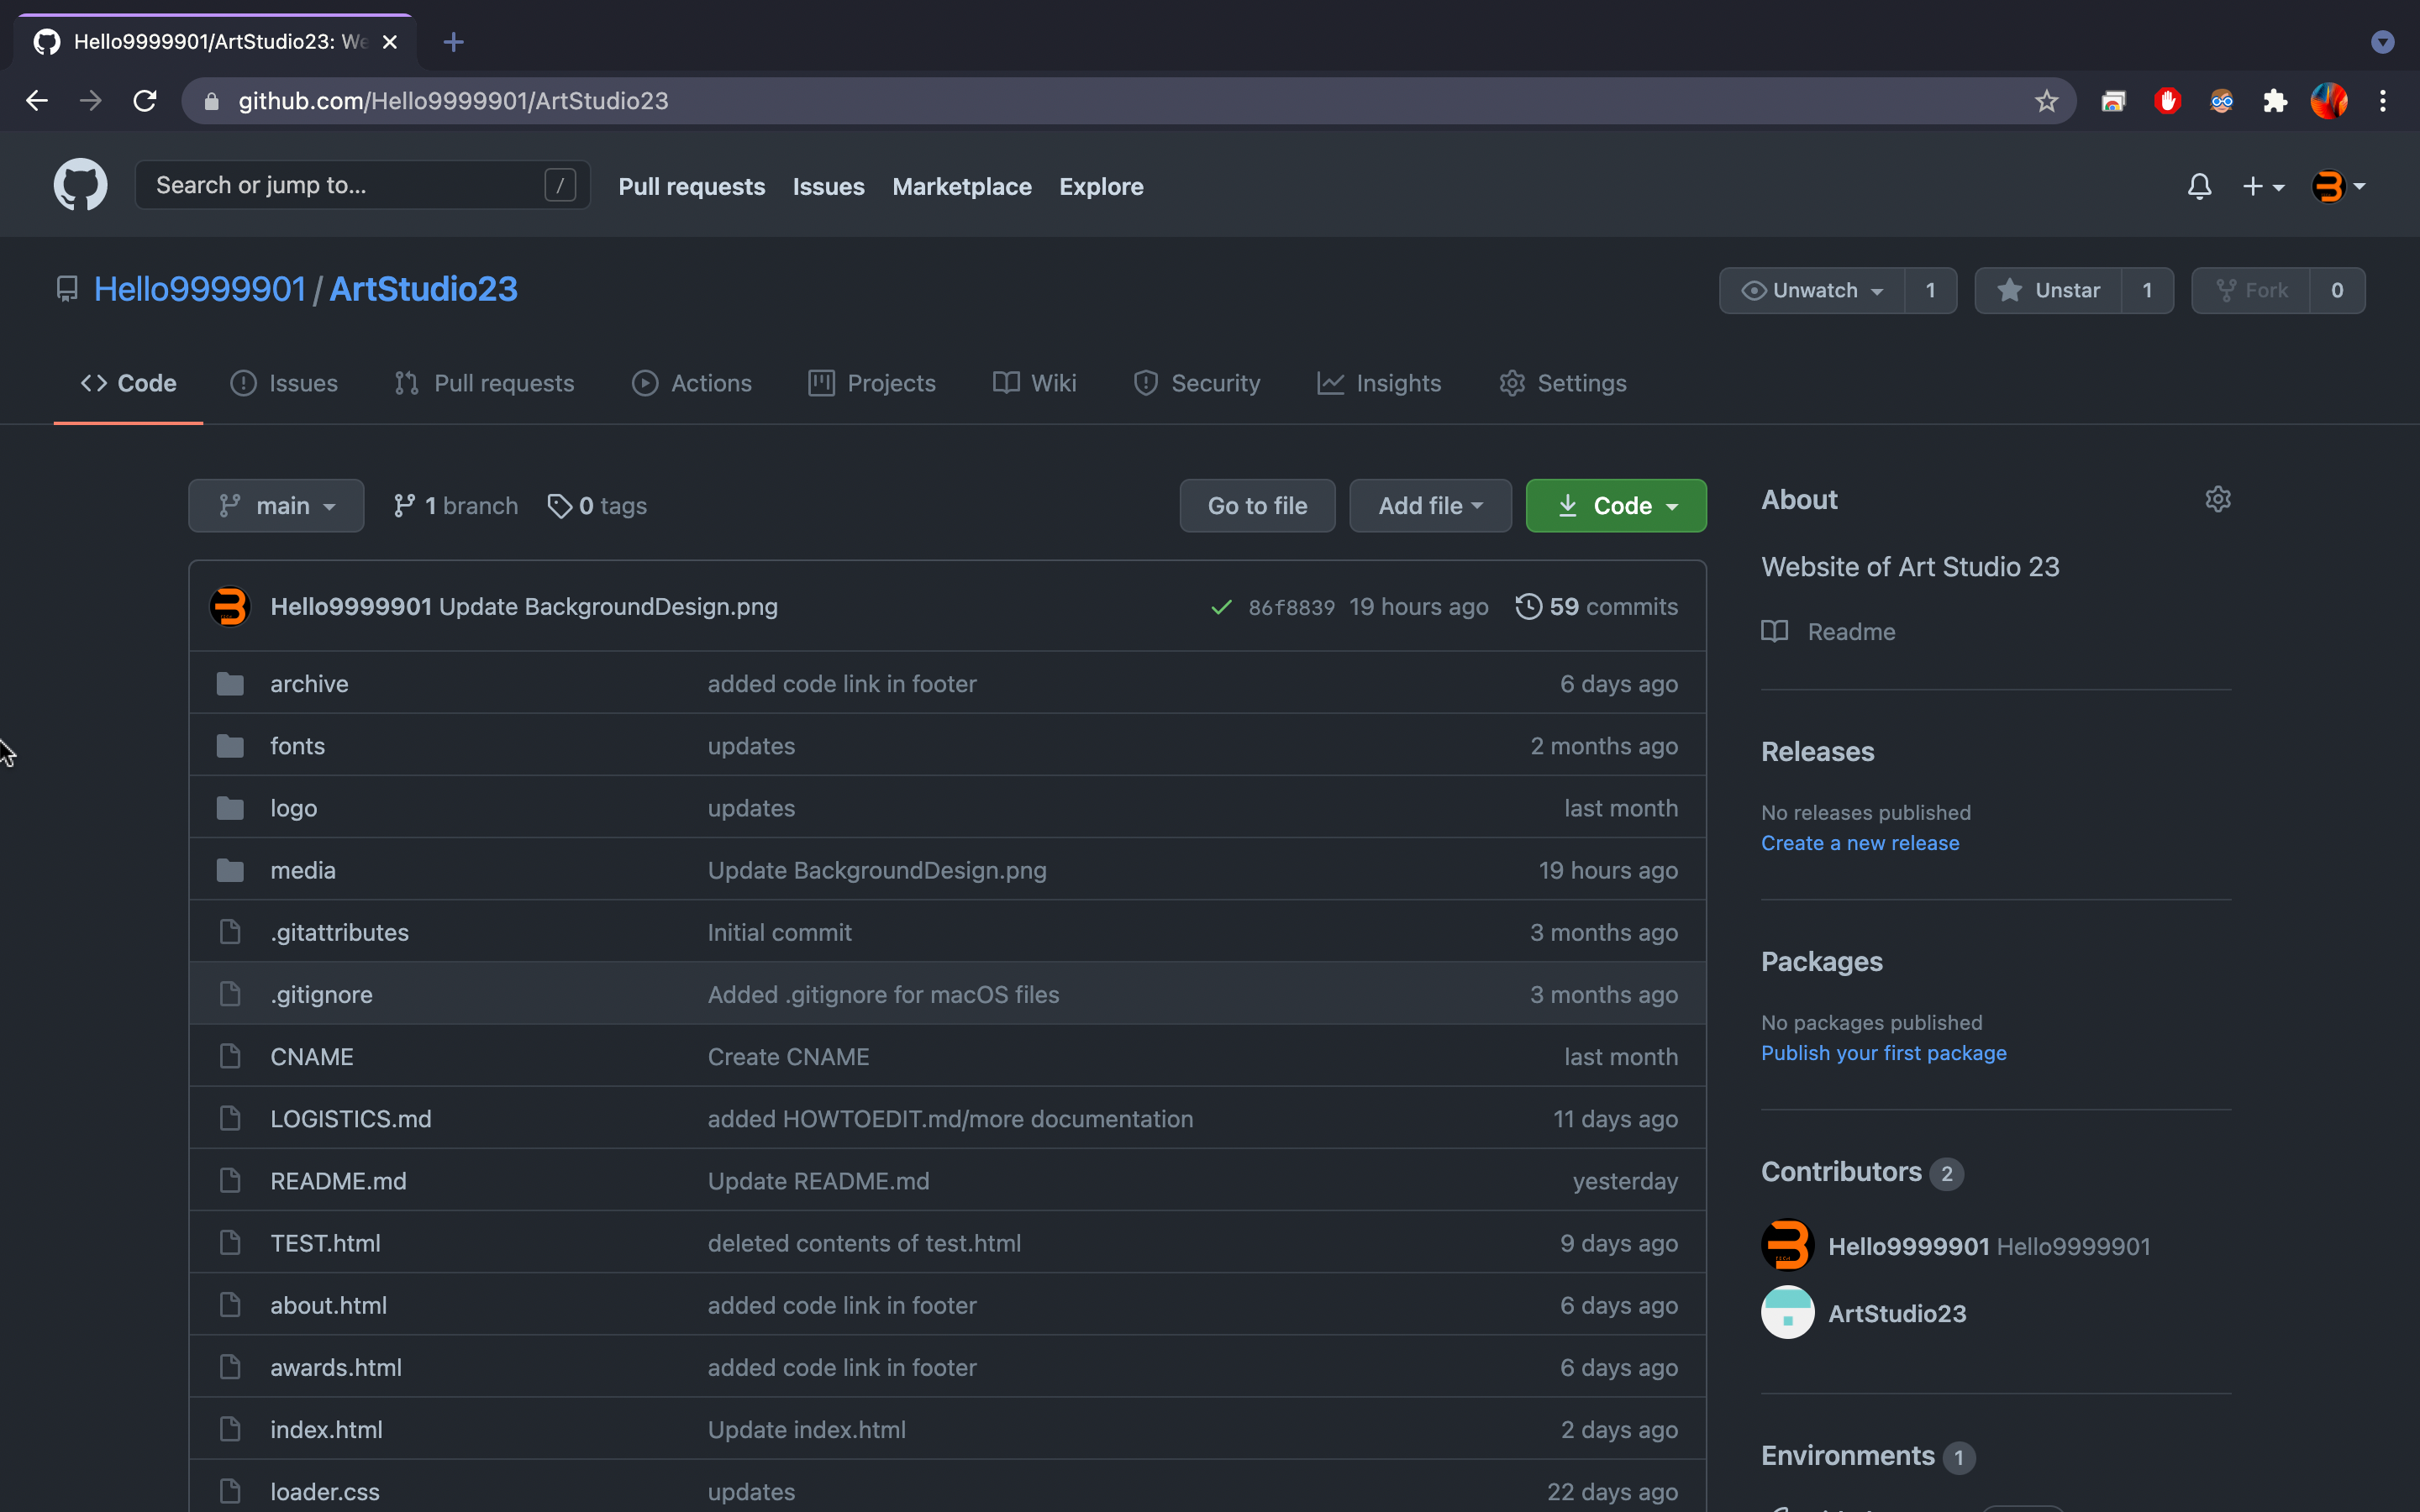 Hello9999901/ArtStudio23: We
github.com/Hello9999901/ArtStudio23
Search or jump to... /
Pull requests Issues Marketplace Explore
Hello9999901 / ArtStudio23
Unwatch 1 Unstar 1 Fork 0
Code Issues Pull requests Actions Projects Wiki Security Insights Settings
main 1 branch 0 tags Go to file Add file Code
Hello9999901 Update BackgroundDesign.png 86f8839 19 hours ago 59 commits
archive added code link in footer 6 days ago
fonts updates 2 months ago
logo updates last month
media Update BackgroundDesign.png 19 hours ago
.gitattributes Initial commit 3 months ago
.gitignore Added .gitignore for macOS files 3 months ago
CNAME Create CNAME last month
LOGISTICS.md added HOWTOEDIT.md/more documentation 11 days ago
README.md Update README.md yesterday
TEST.html deleted contents of test.html 9 days ago
about.html added code link in footer 6 days ago
awards.html added code link in footer 6 days ago
index.html Update index.html 2 days ago
loader.css updates 22 days ago
About
Website of Art Studio 23
Readme
Releases
No releases published
Create a new release
Packages
No packages published
Publish your first package
Contributors 2
Hello9999901 Hello9999901
ArtStudio23
Environments 1